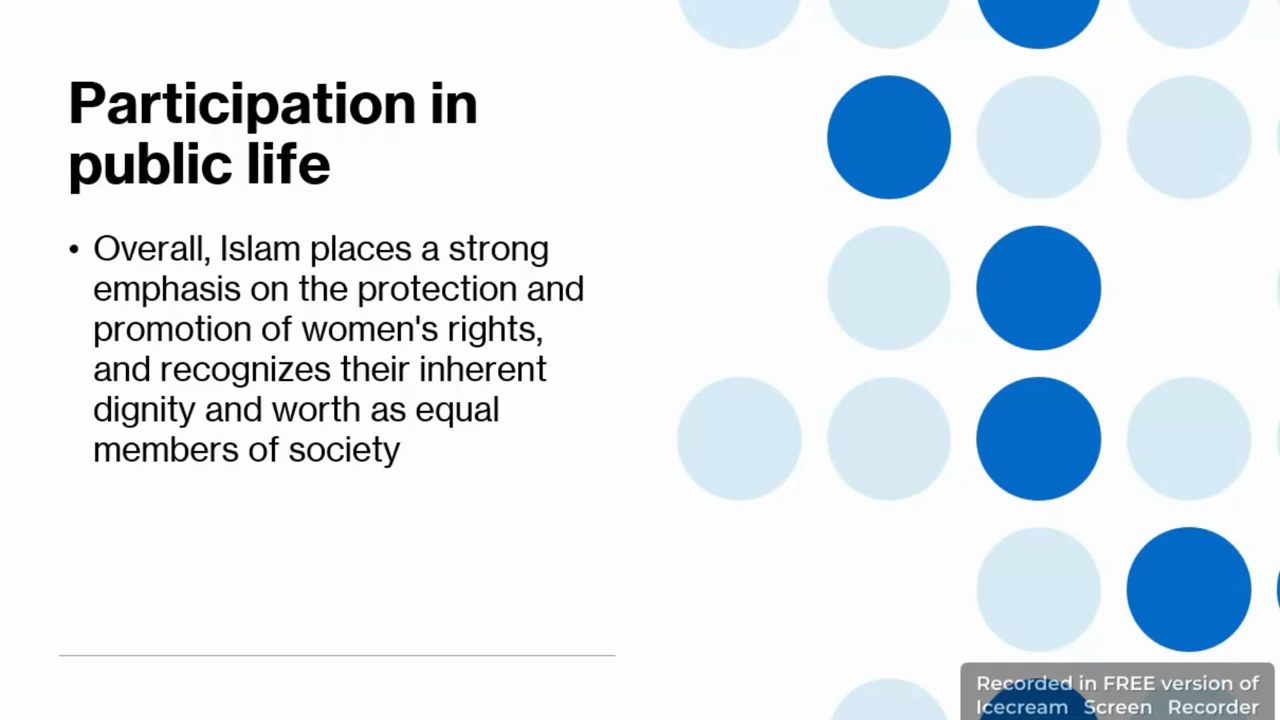 Participation in
public life
• Overall, Islam places a strong
emphasis on the protection and
promotion of women's rights,
and recognizes their inherent
dignity and worth as equal
members of society
Recorded in FREE version of
Icecream Screen Recorder